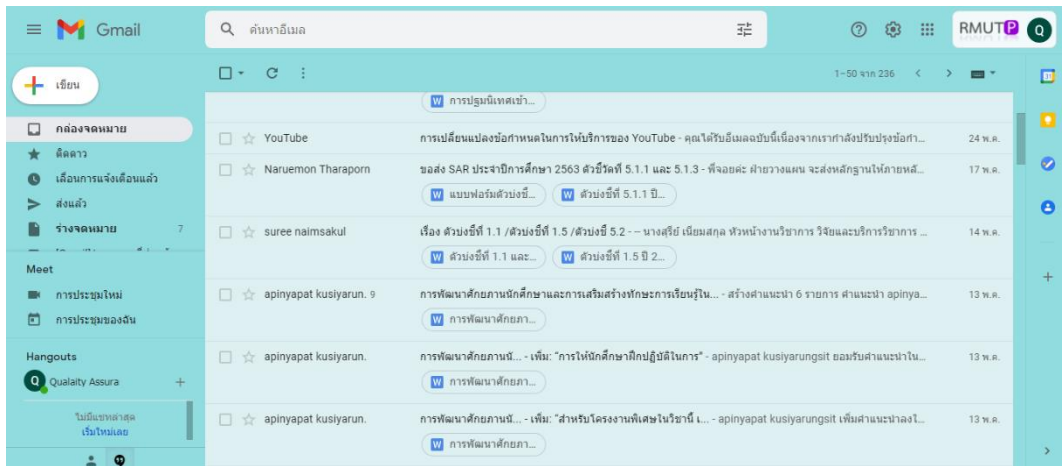 Gmail
ค้นหาอีเมล
RMUTP
Q
เขียน
1-50 จาก 236
กล่องจดหมาย
ติดดาว
เลื่อนการแจ้งเตือนแล้ว
ส่งแล้ว
ร่างจดหมาย 7
Meet
การประชุมใหม่
การประชุมของฉัน
Hangouts
Q Qualaity Assura
ไม่มีแชทล่าสุด
เริ่มใหม่เลย
W การปฐมนิเทศเข้า...
YouTube การเปลี่ยนแปลงข้อกำหนดในการให้บริการของ YouTube - คุณได้รับอีเมลฉบับนี้เนื่องจากเรากำลังปรับปรุงข้อกำ... 24 พ.ค.
Naruemon Tharaporn ขอส่ง SAR ประจำปีการศึกษา 2563 ตัวชี้วัดที่ 5.1.1 และ 5.1.3 - พี่จอยคะ ฝ่ายวางแผน จะส่งหลักฐานให้ภายหลั... 17 พ.ค.
W แบบฟอร์มตัวบ่งชี้... W ตัวบ่งชี้ที่ 5.1.1 ปี...
suree naimsakul เรื่อง ตัวบ่งชี้ที่ 1.1 /ตัวบ่งชี้ที่ 1.5 /ตัวบ่งชี้ 5.2 - -- นางสุรีย์ เนียมสกุล หัวหน้างานวิชาการ วิจัยและบริการวิชาการ ... 14 พ.ค.
W ตัวบ่งชี้ที่ 1.1 และ... W ตัวบ่งชี้ที่ 1.5 ปี 2...
apinyapat kusiyarun. 9 การพัฒนาศักยภานักศึกษาและการเสริมสร้างทักษะการเรียนรู้ใน... - สร้างคำแนะนำ 6 รายการ คำแนะนำ apinya... 13 พ.ค.
W การพัฒนาศักยภา...
apinyapat kusiyarun. การพัฒนาศักยภานั... - เพิ่ม: "การให้นักศึกษาฝึกปฏิบัติในการ" - apinyapat kusiyarungsit ยอมรับคำแนะนำใน... 13 พ.ค.
W การพัฒนาศักยภา...
apinyapat kusiyarun. การพัฒนาศักยภานั... - เพิ่ม: "สำหรับโครงงานพิเศษในวิชานี้ เ... - apinyapat kusiyarungsit เพิ่มคำแนะนำลงใ... 13 พ.ค.
W การพัฒนาศักยภา...